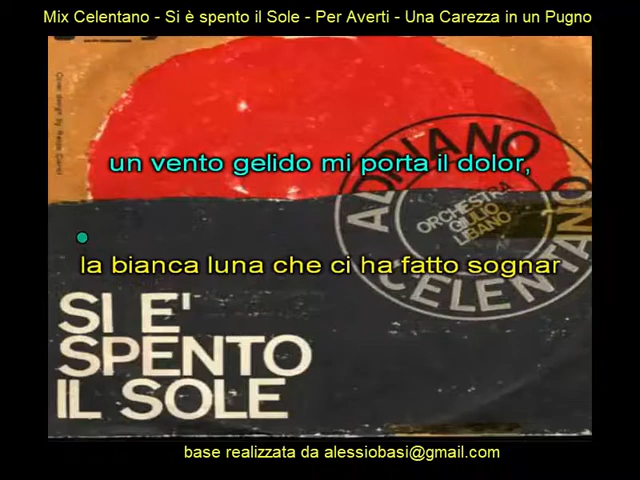 Mix Celentano - Si è spento il Sole - Per Averti - Una Carezza in un Pugno
un vento gelido mi porta il dolor,
ADRIANO
ORCHESTRA
GIULIO
LIBANO
CELENTANO
la bianca luna che ci ha fatto sognar
SI E'
SPENTO
IL SOLE
base realizzata da alessiobasi@gmail.com